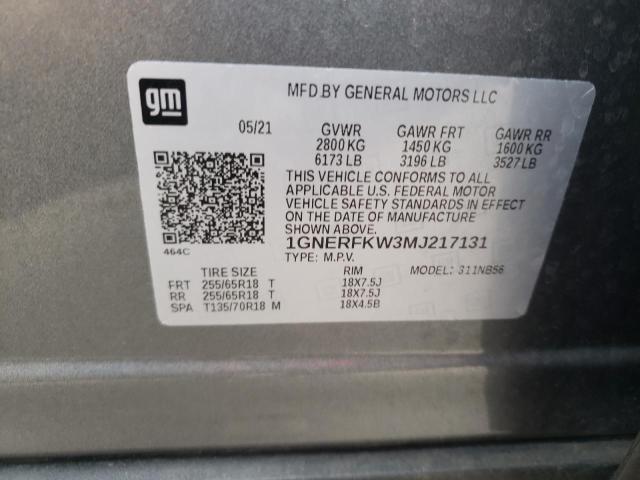 gm
MFD BY GENERAL MOTORS LLC
05/21 GVWR GAWR FRT GAWR RR
2800 KG 1450 KG 1600 KG
6173 LB 3196 LB 3527 LB
THIS VEHICLE CONFORMS TO ALL
APPLICABLE U.S. FEDERAL MOTOR
VEHICLE SAFETY STANDARDS IN EFFECT
ON THE DATE OF MANUFACTURE
SHOWN ABOVE.
464C
1GNERFKW3MJ217131
TYPE: M.P.V. MODEL: 311NB56
TIRE SIZE RIM
FRT 255/65R18 T 18X7.5J
RR 255/65R18 T 18X7.5J
SPA T135/70R18 M 18X4.5B